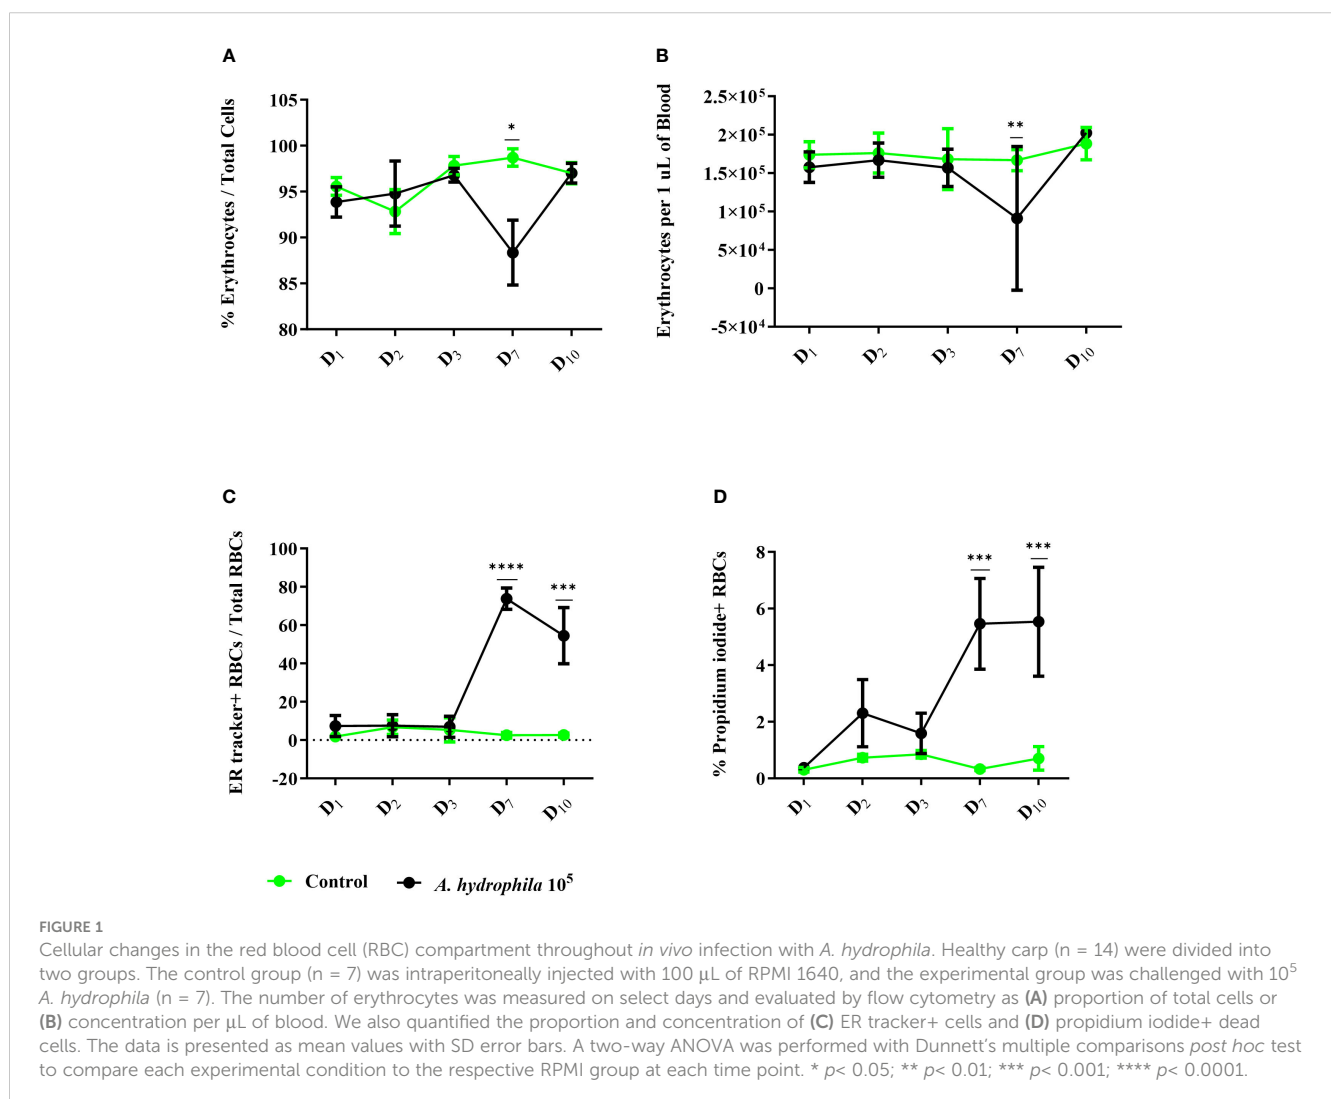 A
% Erythrocytes / Total Cells
105
100
95
90
85
80
*
D1
D2
D3
D7
D10
B
Erythrocytes per 1 uL of Blood
2.5×10⁵
2×10⁵
1.5×10⁵
1×10⁵
5×10⁴
0
-5×10⁴
**
D1
D2
D3
D7
D10
C
ER tracker+ RBCs / Total RBCs
100
80
60
40
20
0
-20
****
***
D1
D2
D3
D7
D10
D
% Propidium iodide+ RBCs
8
6
4
2
0
***
***
D1
D2
D3
D7
D10
Control
A. hydrophila 10⁵
FIGURE 1
Cellular changes in the red blood cell (RBC) compartment throughout in vivo infection with A. hydrophila. Healthy carp (n = 14) were divided into
two groups. The control group (n = 7) was intraperitoneally injected with 100 μL of RPMI 1640, and the experimental group was challenged with 10⁵
A. hydrophila (n = 7). The number of erythrocytes was measured on select days and evaluated by flow cytometry as (A) proportion of total cells or
(B) concentration per μL of blood. We also quantified the proportion and concentration of (C) ER tracker+ cells and (D) propidium iodide+ dead
cells. The data is presented as mean values with SD error bars. A two-way ANOVA was performed with Dunnett's multiple comparisons post hoc test
to compare each experimental condition to the respective RPMI group at each time point. * p< 0.05; ** p< 0.01; *** p< 0.001; **** p< 0.0001.